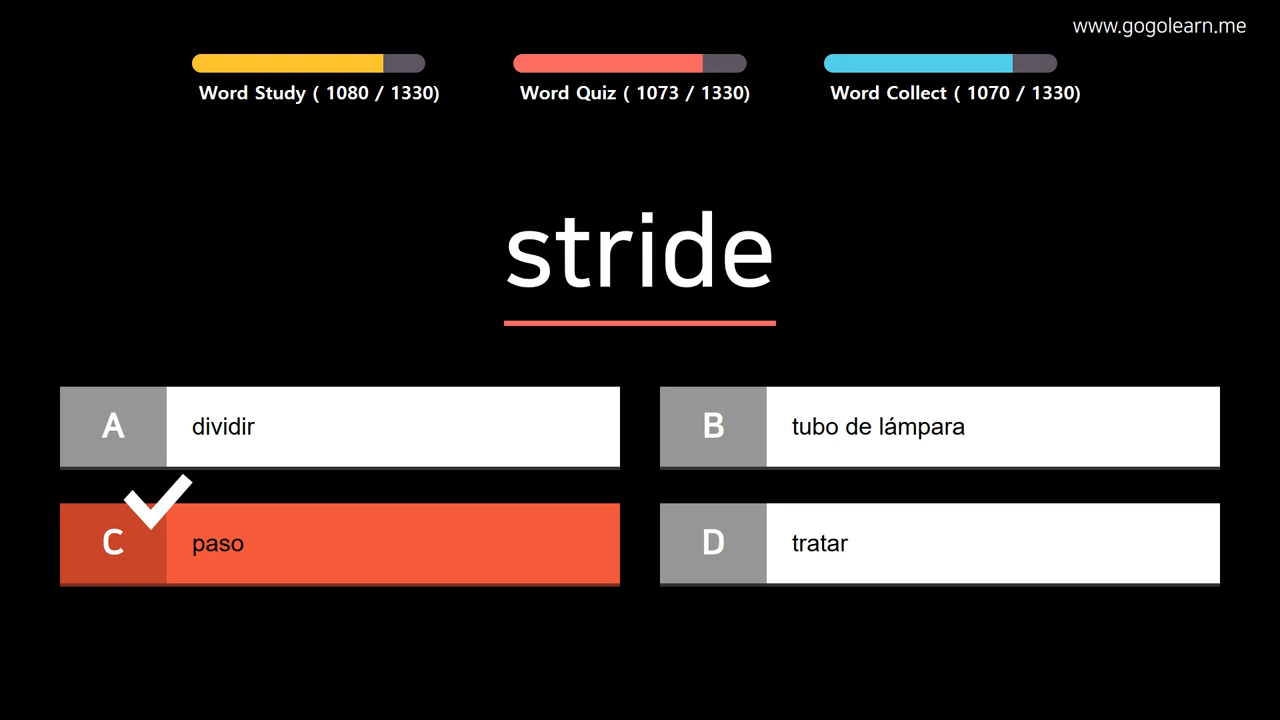 www.gogolearn.me
Word Study ( 1080 / 1330)
Word Quiz ( 1073 / 1330)
Word Collect ( 1070 / 1330)
stride
A dividir
B tubo de lámpara
C paso
D tratar